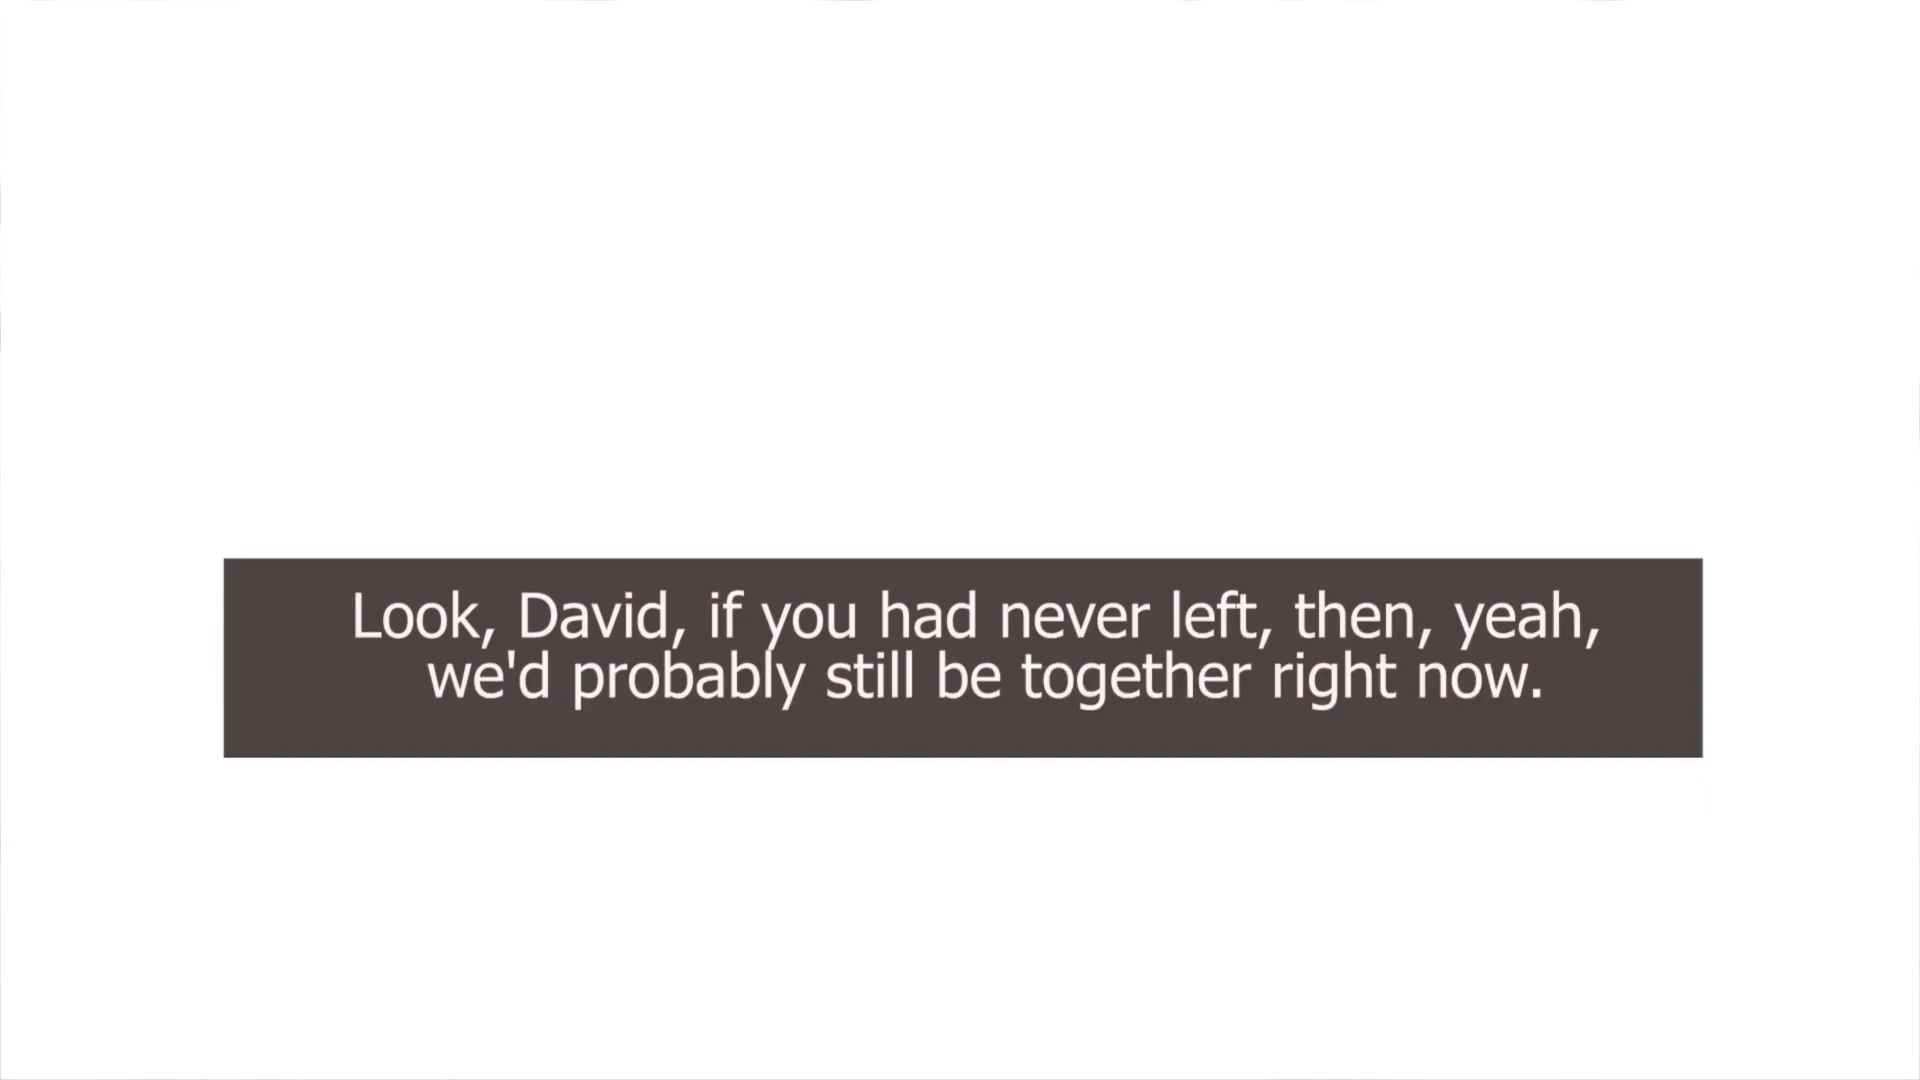 Look, David, if you had never left, then, yeah,
we'd probably still be together right now.